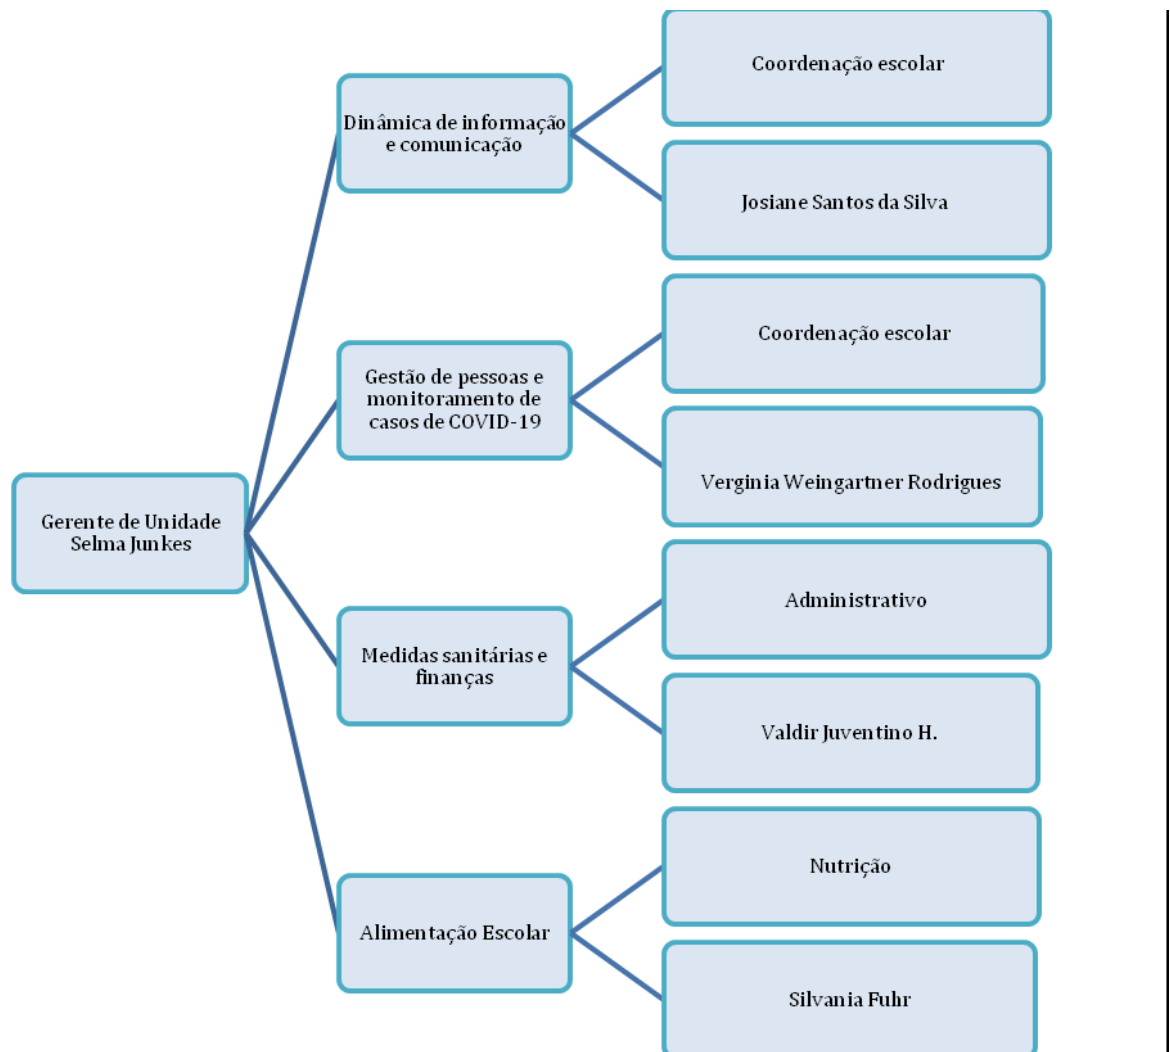 Coordenação escolar
Dinâmica de informação
e comunicação
Josiane Santos da Silva
Coordenação escolar
Gestão de pessoas e
monitoramento de
casos de COVID-19
Verginia Weingartner Rodrigues
Gerente de Unidade
Selma Junkes
Administrativo
Medidas sanitárias e
finanças
Valdir Juventino H.
Nutrição
Alimentação Escolar
Silvania Fuhr